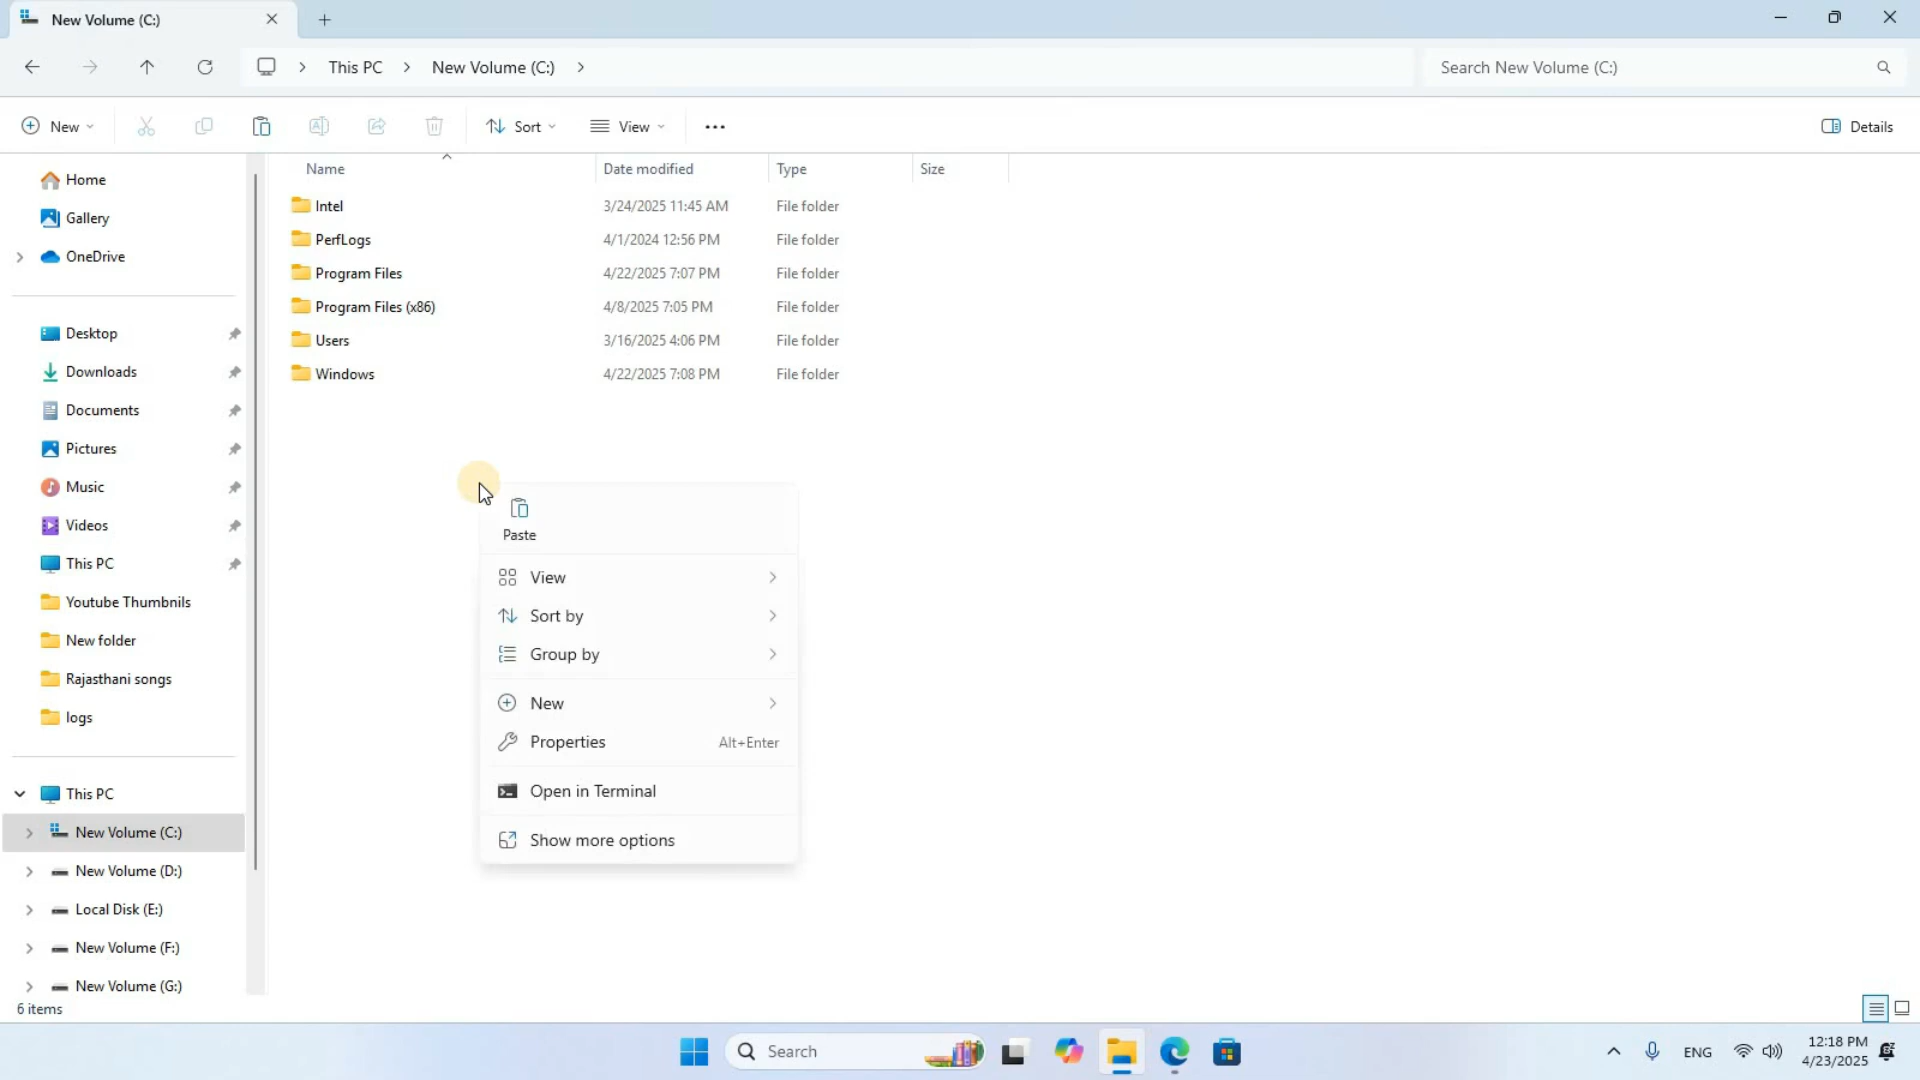 New Volume (C:)
This PC > New Volume (C:) >
Search New Volume (C:)
New
Sort
View
Details
Home
Gallery
OneDrive
Desktop
Downloads
Documents
Pictures
Music
Videos
This PC
Youtube Thumbnils
New folder
Rajasthani songs
logs
This PC
New Volume (C:)
New Volume (D:)
Local Disk (E:)
New Volume (F:)
New Volume (G:)
Name Date modified Type Size
Intel 3/24/2025 11:45 AM File folder
PerfLogs 4/1/2024 12:56 PM File folder
Program Files 4/22/2025 7:07 PM File folder
Program Files (x86) 4/8/2025 7:05 PM File folder
Users 3/16/2025 4:06 PM File folder
Windows 4/22/2025 7:08 PM File folder
Paste
View
Sort by
Group by
New
Properties Alt+Enter
Open in Terminal
Show more options
6 items
Search
ENG
12:18 PM
4/23/2025